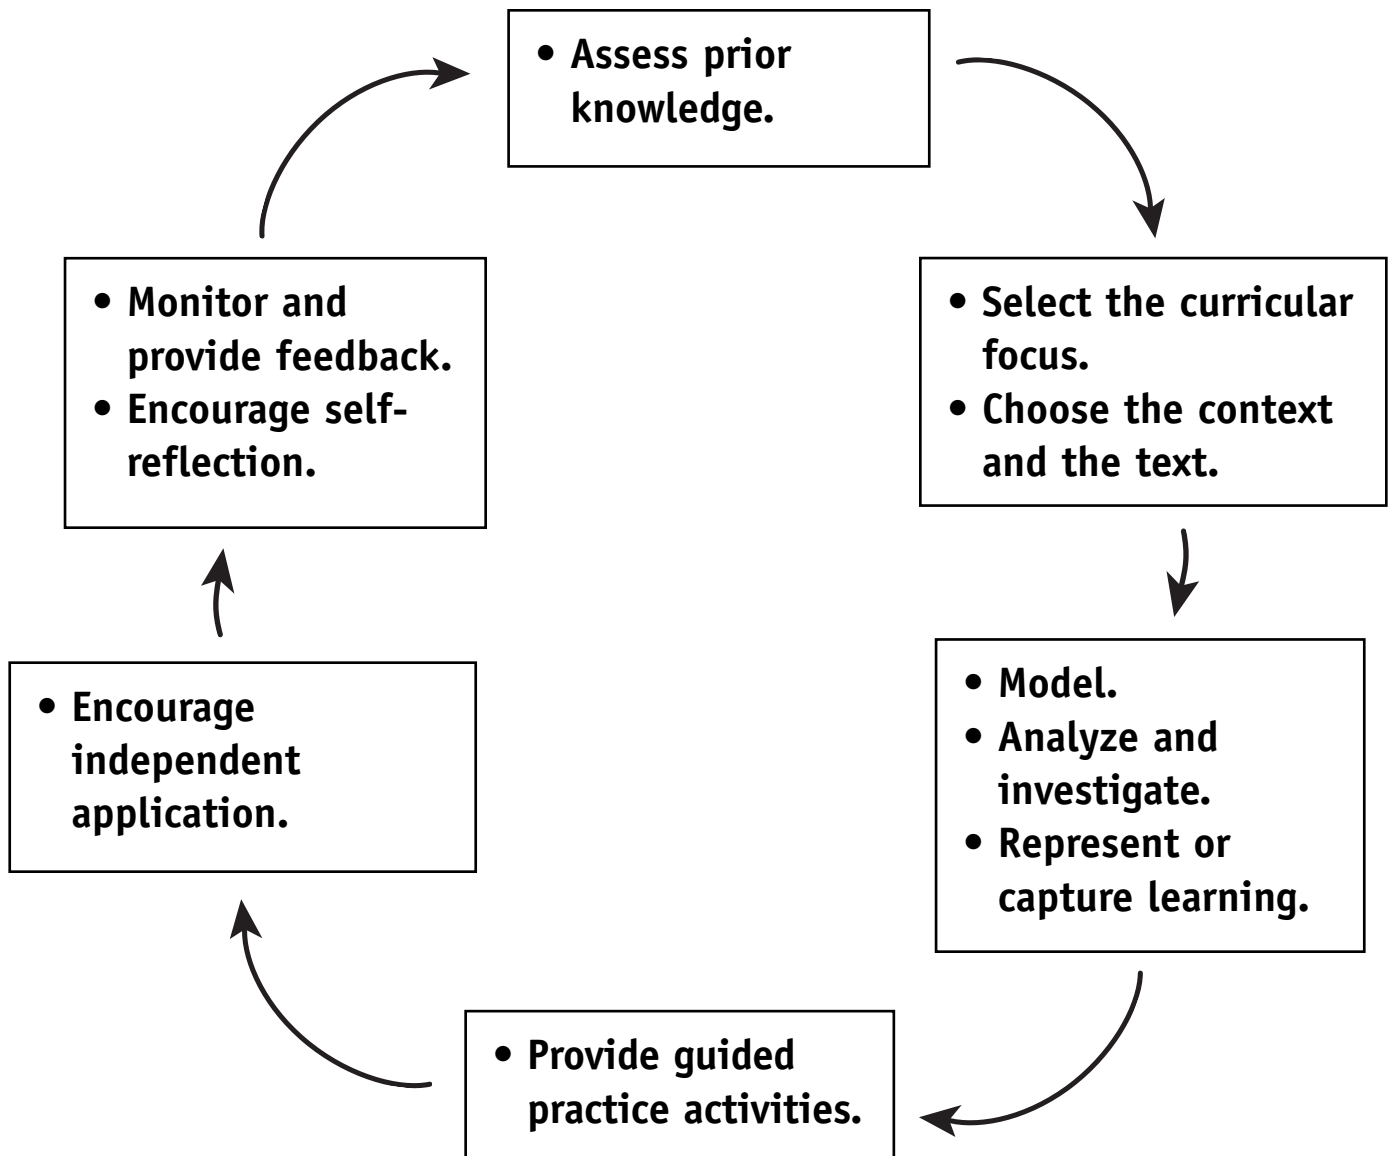 • Assess prior
knowledge.
• Select the curricular
focus.
• Choose the context
and the text.
• Model.
• Analyze and
investigate.
• Represent or
capture learning.
• Provide guided
practice activities.
• Encourage
independent
application.
• Monitor and
provide feedback.
• Encourage self-
reflection.